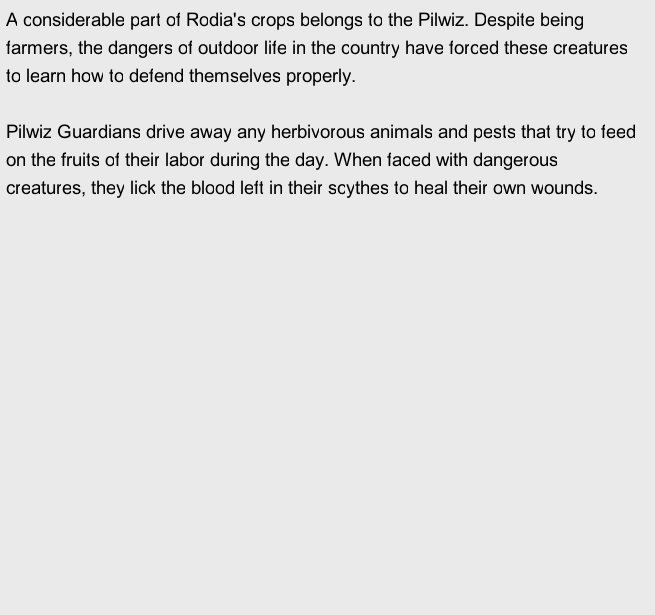 A considerable part of Rodia's crops belongs to the Pilwiz. Despite being
farmers, the dangers of outdoor life in the country have forced these creatures
to learn how to defend themselves properly.
Pilwiz Guardians drive away any herbivorous animals and pests that try to feed
on the fruits of their labor during the day. When faced with dangerous
creatures, they lick the blood left in their scythes to heal their own wounds.